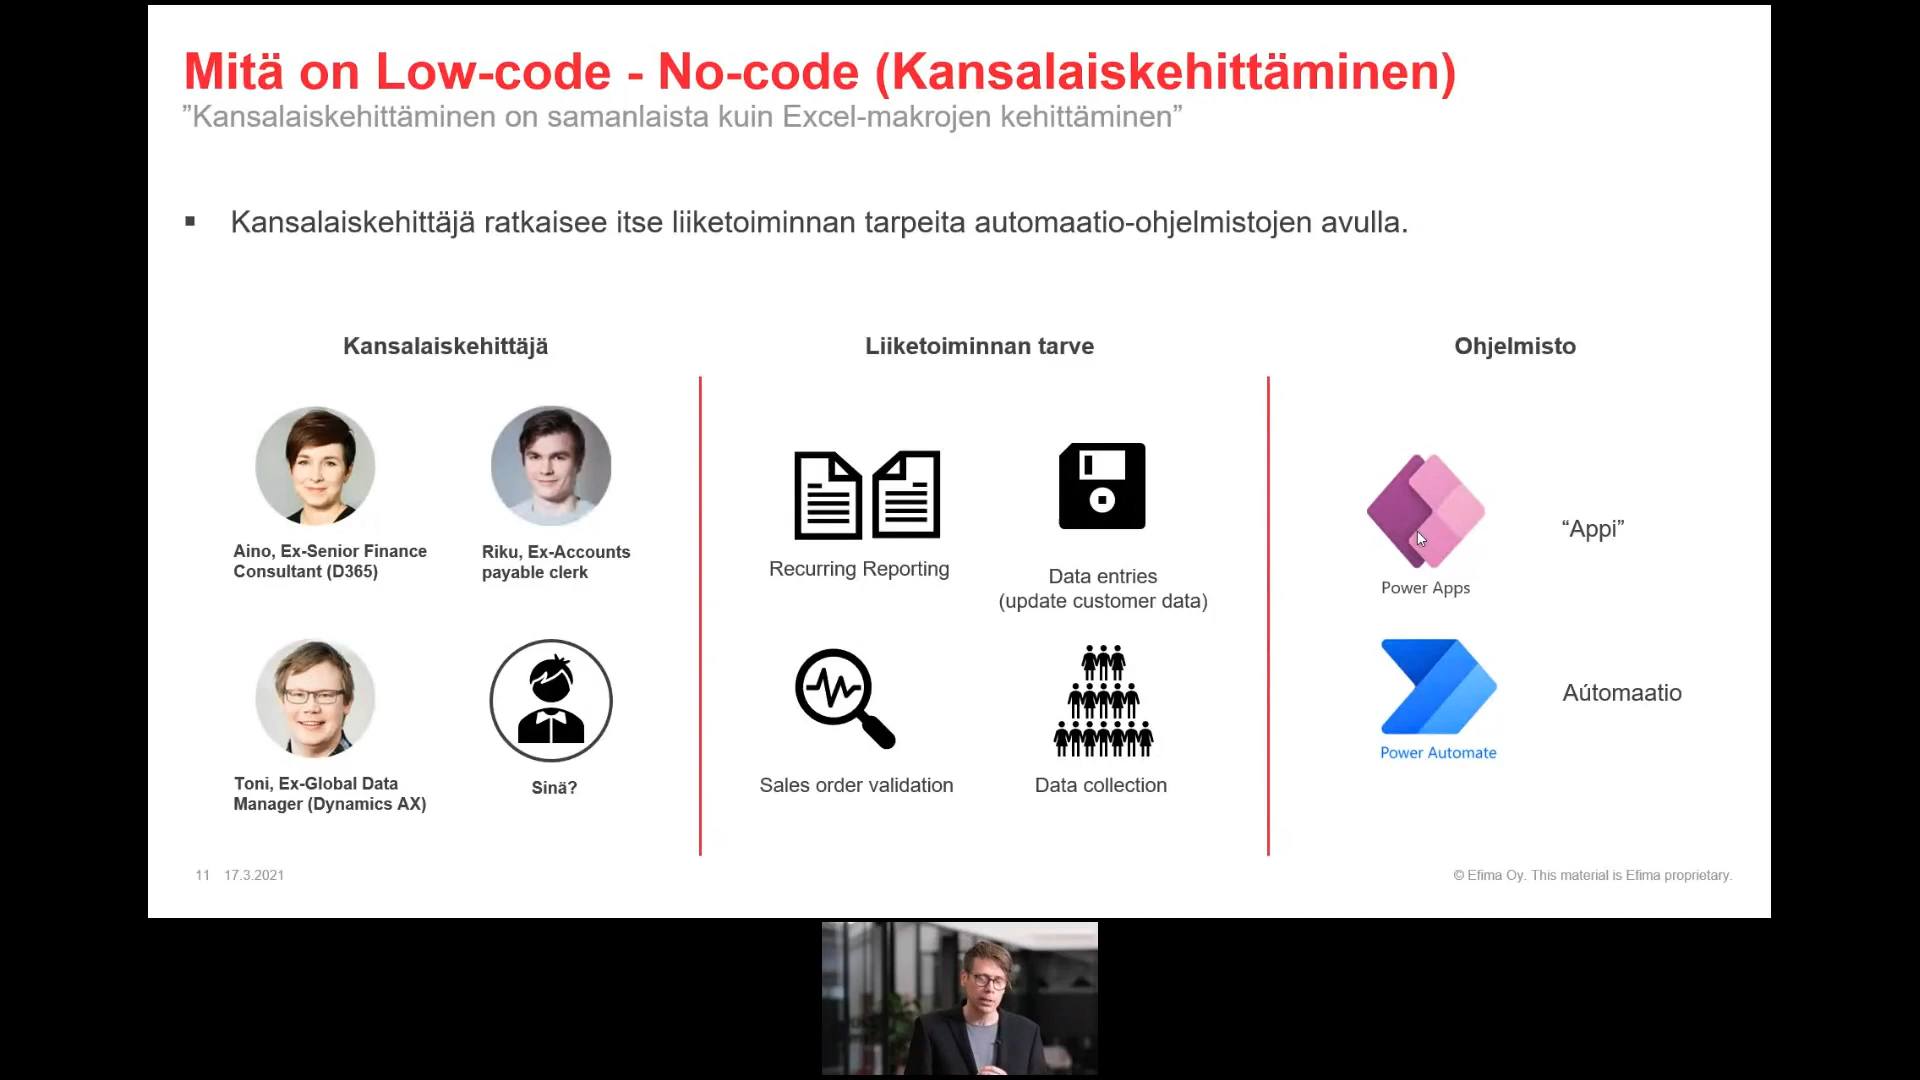 Mitä on Low-code - No-code (Kansalaiskehittäminen)
”Kansalaiskehittäminen on samanlaista kuin Excel-makrojen kehittäminen”
▪ Kansalaiskehittäjä ratkaisee itse liiketoiminnan tarpeita automaatio-ohjelmistojen avulla.
Kansalaiskehittäjä
Aino, Ex-Senior Finance
Consultant (D365)
Riku, Ex-Accounts
payable clerk
Toni, Ex-Global Data
Manager (Dynamics AX)
Sinä?
Liiketoiminnan tarve
Recurring Reporting
Data entries
(update customer data)
Sales order validation
Data collection
Ohjelmisto
Power Apps
“Appi”
Power Automate
Aútomaatio
11 17.3.2021
© Efima Oy. This material is Efima proprietary.